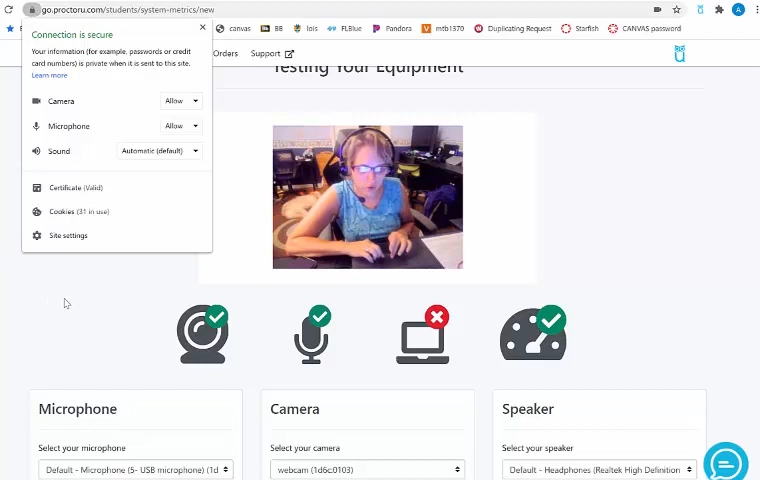 go.proctoru.com/students/system-metrics/new
A
canvas
BB
lois
FLBlue
Pandora
mtb1370
Duplicating Request
Starfish
CANVAS password
Connection is secure
Your information (for example, passwords or credit
card numbers) is private when it is sent to this site.
Learn more
Orders
Support
Testing Your Equipment
Camera
Allow
Microphone
Allow
Sound
Automatic (default)
Certificate (Valid)
Cookies (31 in use)
Site settings
Microphone
Select your microphone
Default - Microphone (5- USB microphone) (1d
Camera
Select your camera
webcam (1d6c:0103)
Speaker
Select your speaker
Default - Headphones (Realtek High Definition